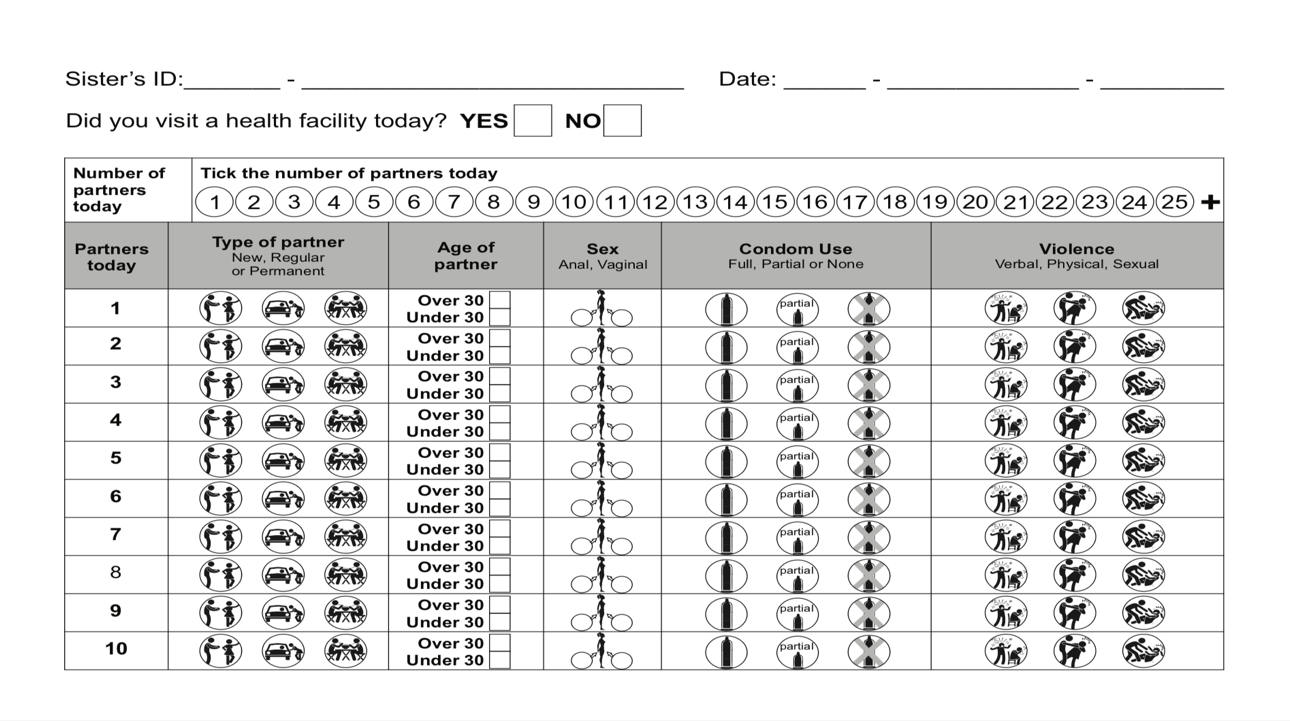 Sister's ID:_______ - ____________________________ Date: ______ - ______________ - _________
Did you visit a health facility today? YES NO
Number of partners today
Tick the number of partners today
1 2 3 4 5 6 7 8 9 10 11 12 13 14 15 16 17 18 19 20 21 22 23 24 25 +
Partners today
Type of partner
New, Regular
or Permanent
Age of
partner
Sex
Anal, Vaginal
Condom Use
Full, Partial or None
Violence
Verbal, Physical, Sexual
1 Over 30 partial
Under 30
2 Over 30 partial
Under 30
3 Over 30 partial
Under 30
4 Over 30 partial
Under 30
5 Over 30 partial
Under 30
6 Over 30 partial
Under 30
7 Over 30 partial
Under 30
8 Over 30 partial
Under 30
9 Over 30 partial
Under 30
10 Over 30 partial
Under 30